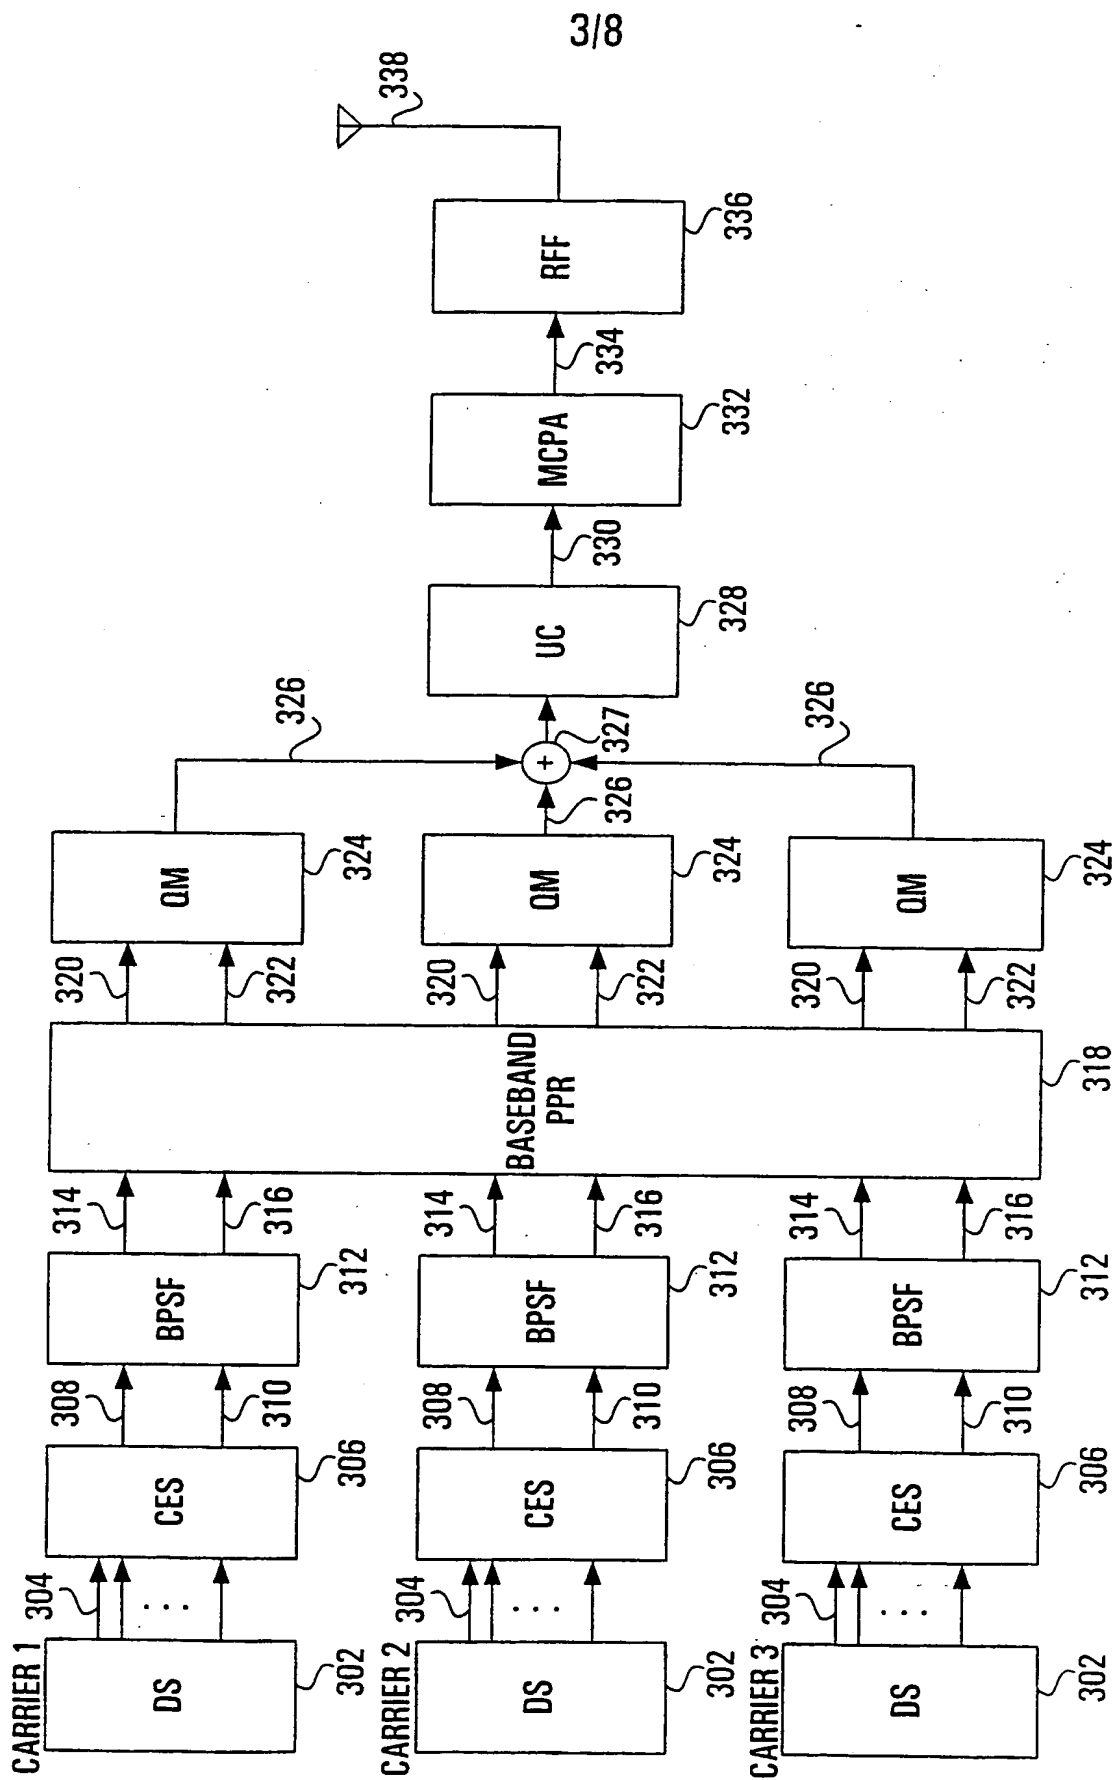 3/8
CARRIER 1
DS
302
304
. . .
CES
306
308
310
BPSF
312
314
316
CARRIER 2
DS
302
304
. . .
CES
306
308
310
BPSF
312
314
316
CARRIER 3
DS
302
304
. . .
CES
306
308
310
BPSF
312
314
316
BASEBAND
PPR
318
320
322
QM
324
326
320
322
QM
324
326
320
322
QM
324
326
+
327
UC
328
330
MCPA
332
334
RFF
336
338